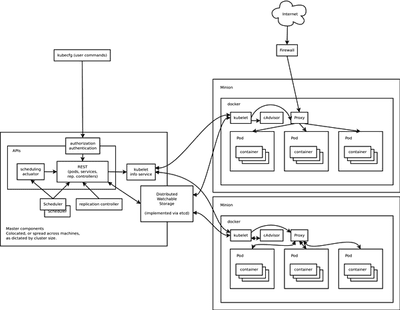 Internet
Firewall
kubecfg (user commands)
Minion
docker
kubelet
cAdvisor
Proxy
Pod
Pod
Pod
container
container
container
authorization
authentication
APIs
REST
(pods, services,
rep. controllers)
scheduling
actuator
kubelet
info service
Scheduler
Scheduler
replication controller
Distributed
Watchable
Storage
(implemented via etcd)
Master components
Colocated, or spread across machines,
as dictated by cluster size.
Minion
docker
kubelet
cAdvisor
Proxy
Pod
Pod
Pod
container
container
container